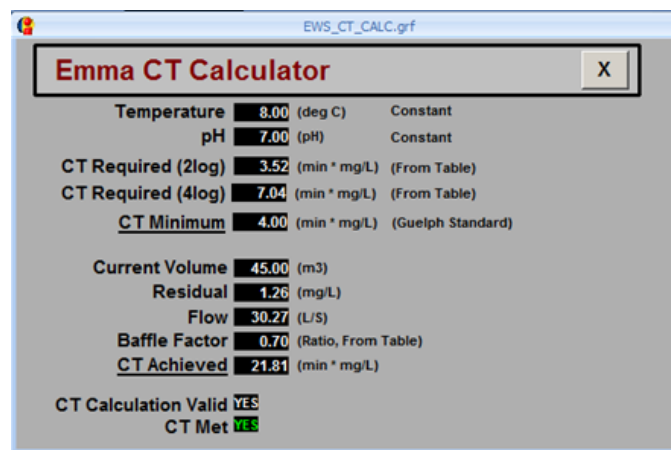 EWS_CT_CALC.grf
Emma CT Calculator X
Temperature 8.00 (deg C) Constant
pH 7.00 (pH) Constant
CT Required (2log) 3.52 (min * mg/L) (From Table)
CT Required (4log) 7.04 (min * mg/L) (From Table)
CT Minimum 4.00 (min * mg/L) (Guelph Standard)
Current Volume 45.00 (m3)
Residual 1.26 (mg/L)
Flow 30.27 (L/S)
Baffle Factor 0.70 (Ratio, From Table)
CT Achieved 21.81 (min * mg/L)
CT Calculation Valid YES
CT Met YES